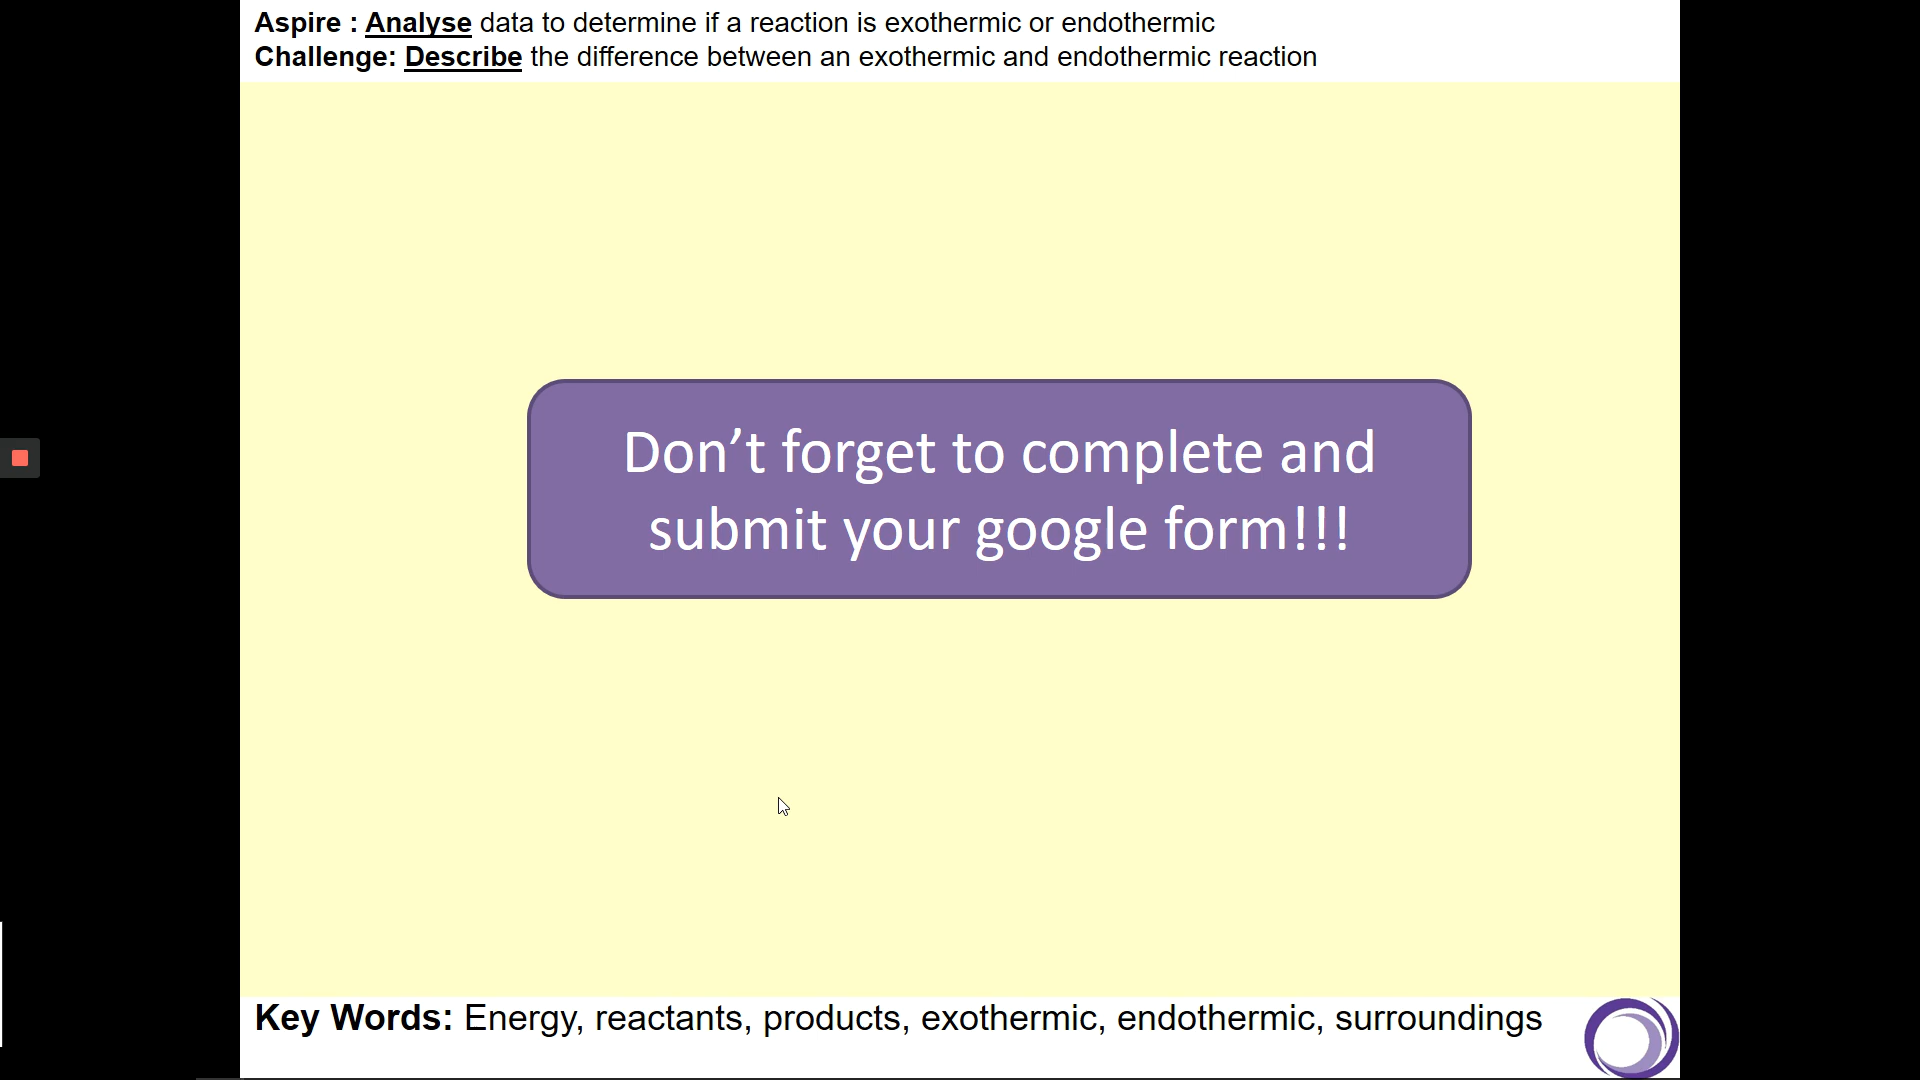 Aspire : Analyse data to determine if a reaction is exothermic or endothermic
Challenge: Describe the difference between an exothermic and endothermic reaction
Don’t forget to complete and
submit your google form!!!
Key Words: Energy, reactants, products, exothermic, endothermic, surroundings